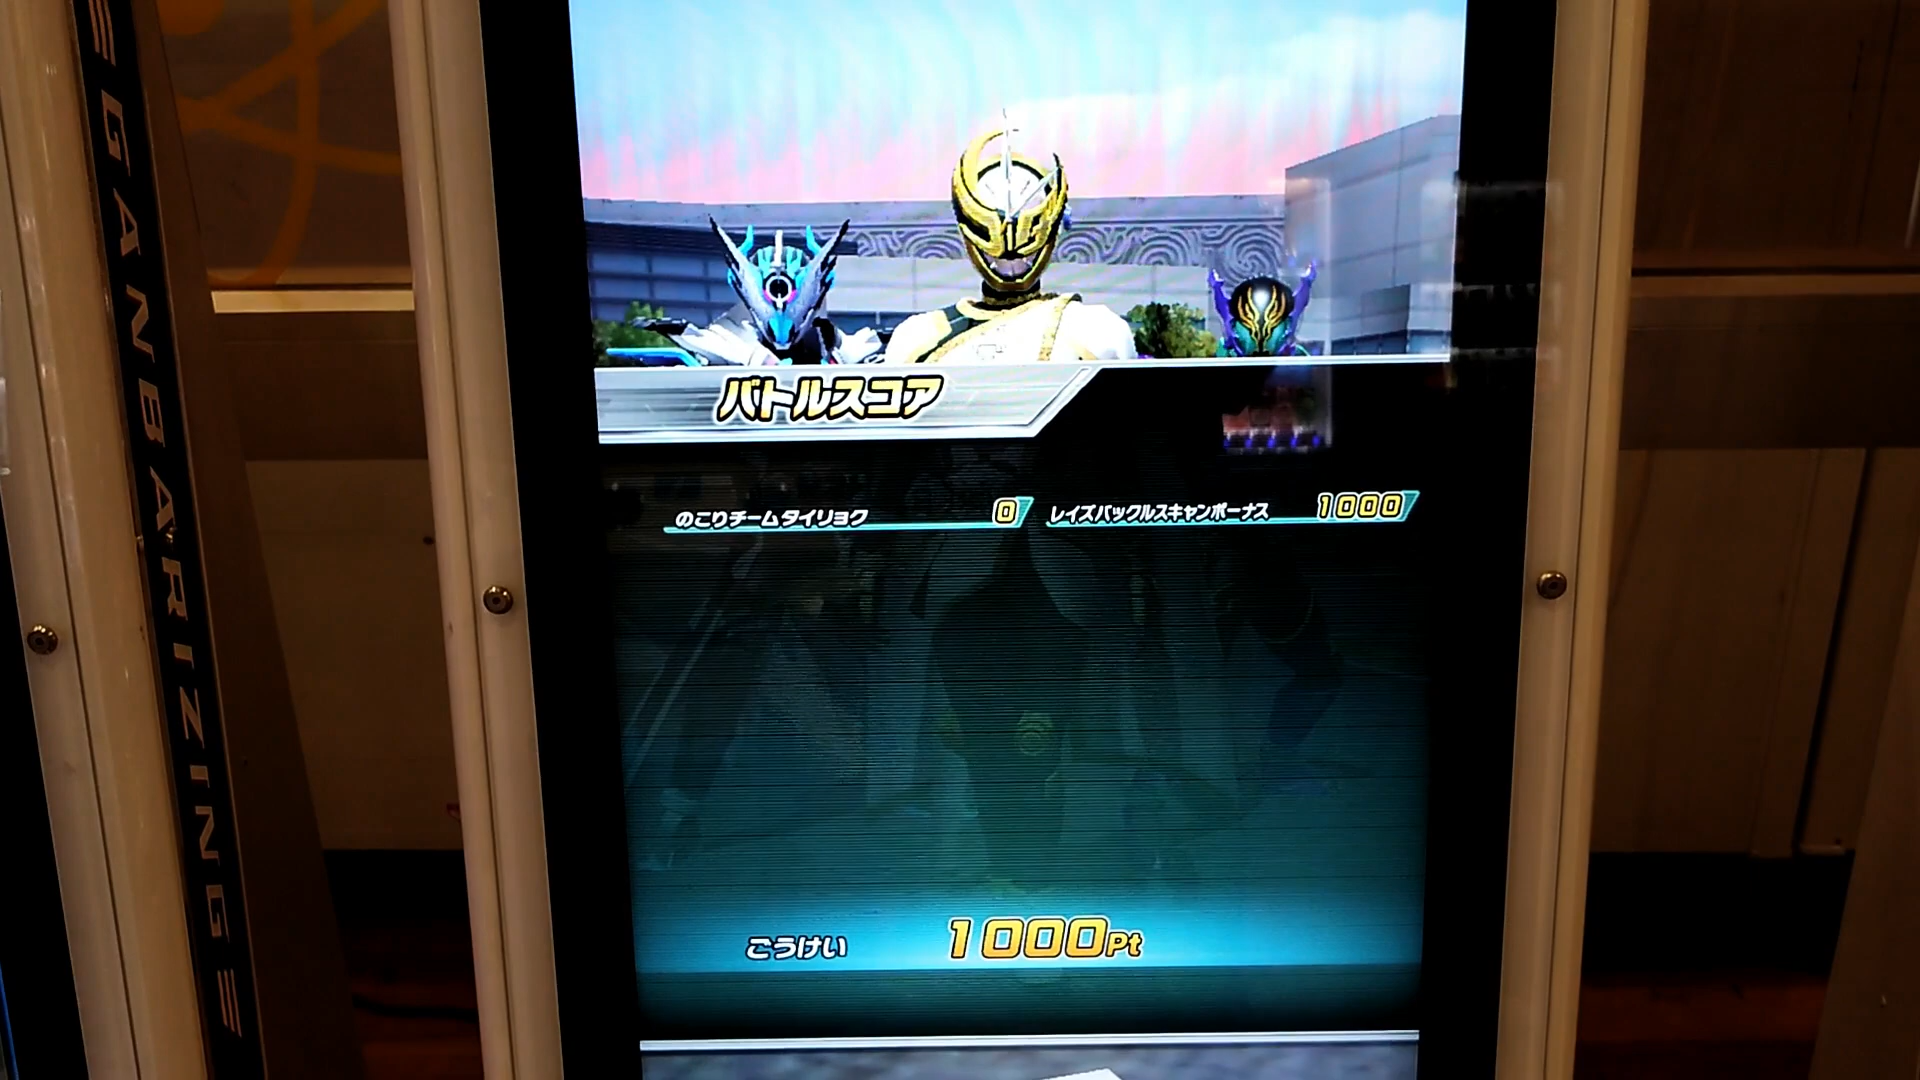 GANBARIZING
バトルスコア
のこりチームタイリョク 0
レイズバックルスキャンボーナス 1000
ごうけい 1000Pt